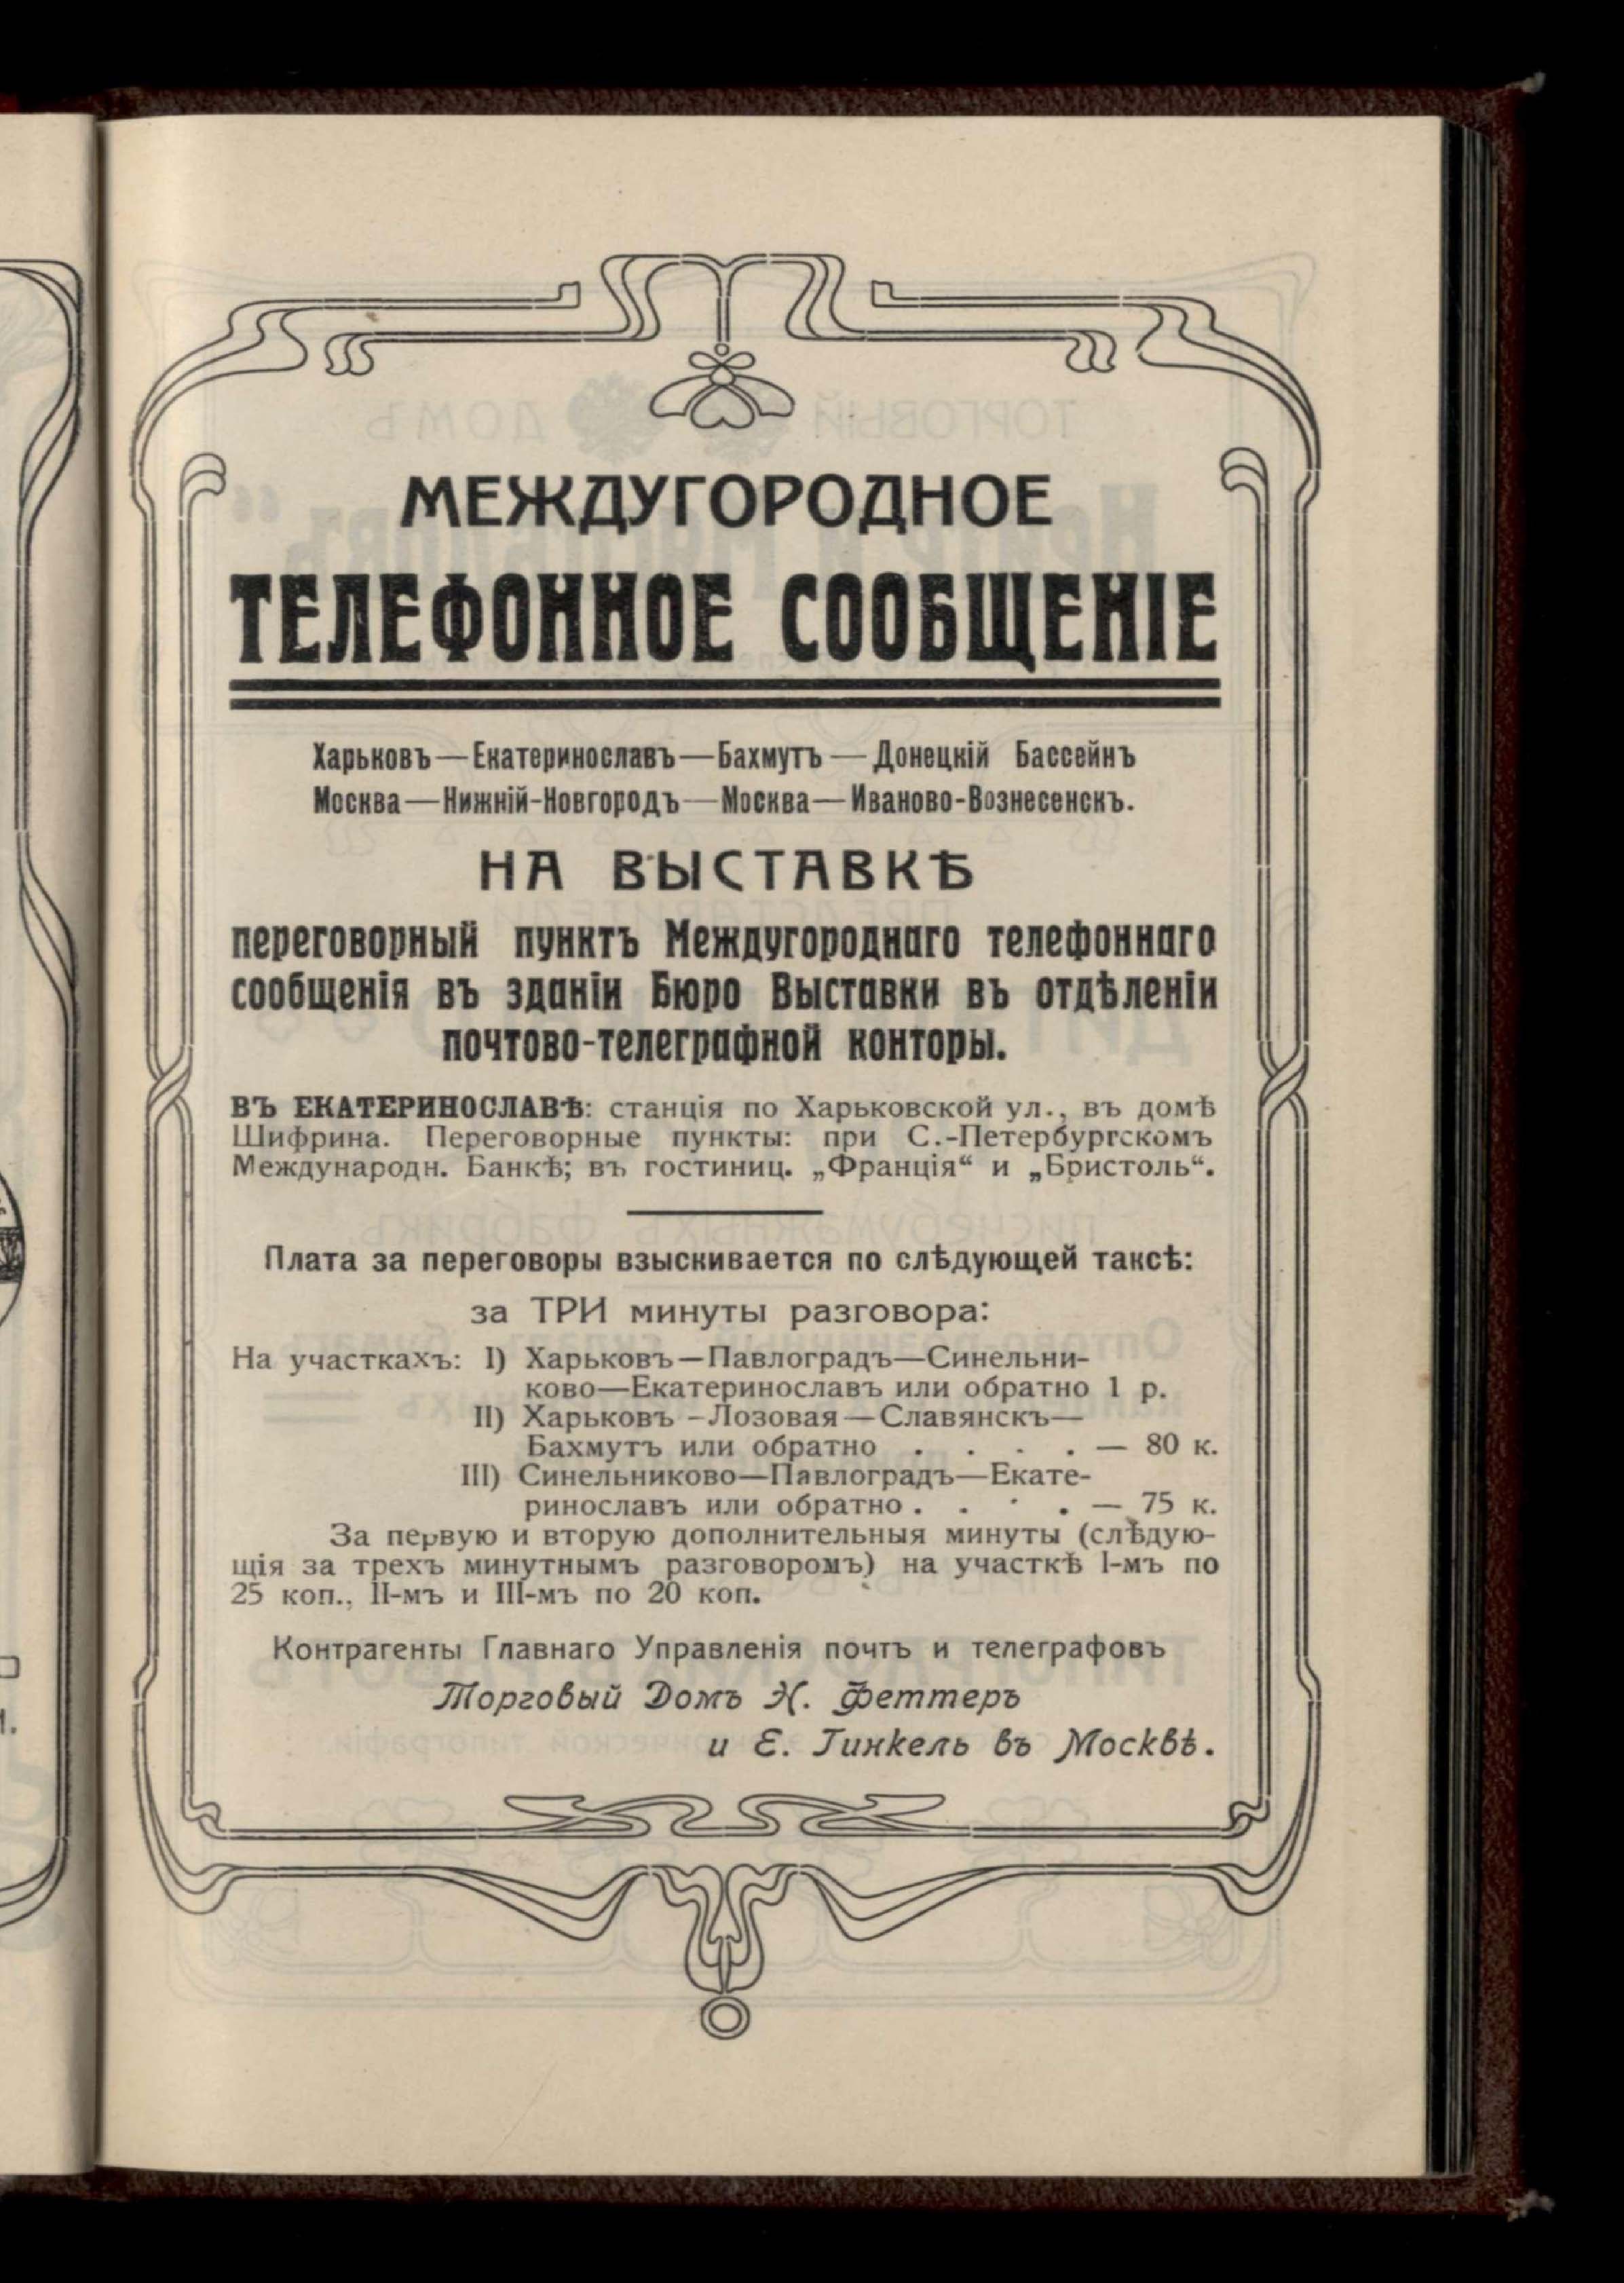 МЕЖДУГОРОДНОЕ
ТЕЛЕФОННОЕ СООБЩЕНІЕ
Харьковъ—Екатеринославъ—Бахмутъ—Донецкій Бассейнъ
Москва—Нижній-Новгородъ—Москва—Иваново-Вознесенскъ.
НА ВЫСТАВКѢ
переговорный пунктъ Междугороднаго телефоннаго
сообщенія въ зданіи Бюро Выставки въ отдѣленіи
почтово-телеграфной конторы.
ВЪ ЕКАТЕРИНОСЛАВѢ: станція по Харьковской ул., въ домѣ
Шифрина. Переговорные пункты: при С.-Петербургскомъ
Международн. Банкѣ; въ гостиниц. „Франція“ и „Бристоль“.
Плата за переговоры взыскивается по слѣдующей таксѣ:
за ТРИ минуты разговора:
На участкахъ: I) Харьковъ—Павлоградъ—Синельни-
ково—Екатеринославъ или обратно 1 р.
II) Харьковъ –Лозовая—Славянскъ—
Бахмутъ или обратно . . . . — 80 к.
III) Синельниково—Павлоградъ—Екате-
ринославъ или обратно . . . . — 75 к.
За первую и вторую дополнительныя минуты (слѣдую-
щія за трехъ минутнымъ разговоромъ) на участкѣ I-мъ по
25 коп., II-мъ и III-мъ по 20 коп.
Контрагенты Главнаго Управленія почтъ и телеграфовъ
Торговый Домъ Н. Феттеръ
и Е. Гинкель въ Москвѣ.